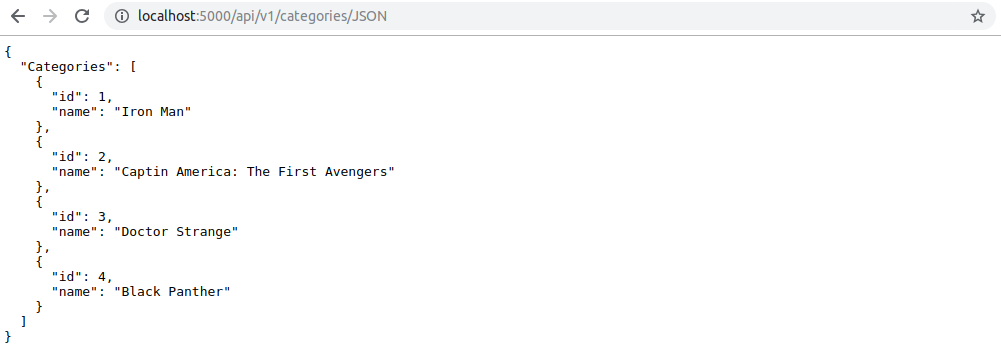 localhost:5000/api/v1/categories/JSON
{
  "Categories": [
    {
      "id": 1,
      "name": "Iron Man"
    },
    {
      "id": 2,
      "name": "Captin America: The First Avengers"
    },
    {
      "id": 3,
      "name": "Doctor Strange"
    },
    {
      "id": 4,
      "name": "Black Panther"
    }
  ]
}